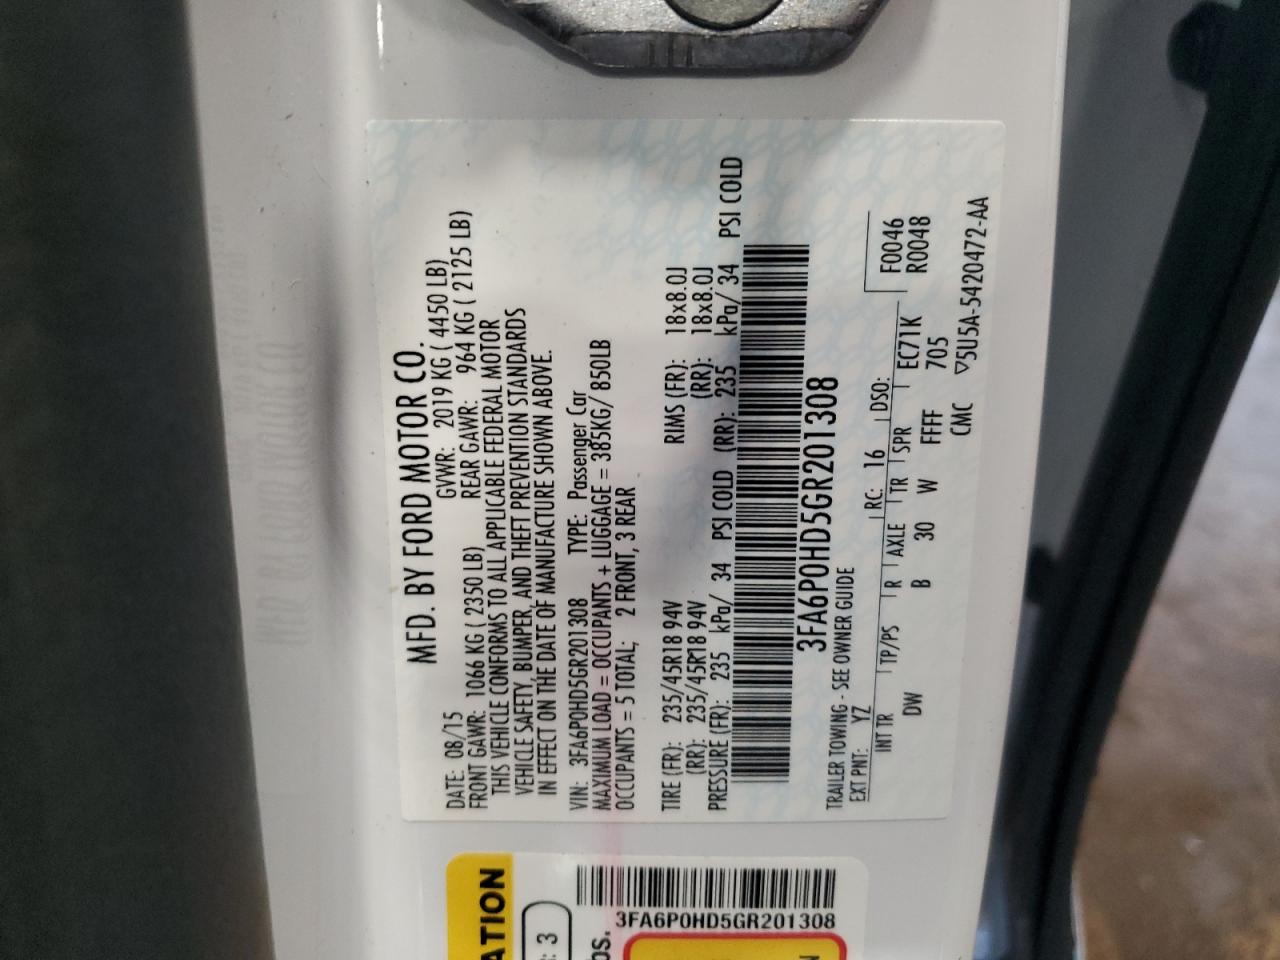 MFD. BY FORD MOTOR CO.
DATE: 08/15 GVWR: 2019 KG ( 4450 LB)
FRONT GAWR: 1066 KG ( 2350 LB) REAR GAWR: 964 KG ( 2125 LB)
THIS VEHICLE CONFORMS TO ALL APPLICABLE FEDERAL MOTOR
VEHICLE SAFETY, BUMPER, AND THEFT PREVENTION STANDARDS
IN EFFECT ON THE DATE OF MANUFACTURE SHOWN ABOVE.
VIN: 3FA6P0HD5GR201308 TYPE: Passenger Car
MAXIMUM LOAD = OCCUPANTS + LUGGAGE = 385KG/ 850LB
OCCUPANTS = 5 TOTAL; 2 FRONT, 3 REAR
TIRE (FR): 235/45R18 94V RIMS (FR): 18x8.0J
(RR): 235/45R18 94V (RR): 18x8.0J
PRESSURE (FR): 235 kPa/ 34 PSI COLD (RR): 235 kPa/ 34 PSI COLD
3FA6P0HD5GR201308
TRAILER TOWING - SEE OWNER GUIDE
EXT PNT: YZ RC: 16 DSO: F0046
INT TR TP/PS R AXLE TR SPR EC71K R0048
DW B 30 W FFFF 705
CMC ▽5U5A-5420472-AA
ATION
: 3
bs.
3FA6P0HD5GR201308